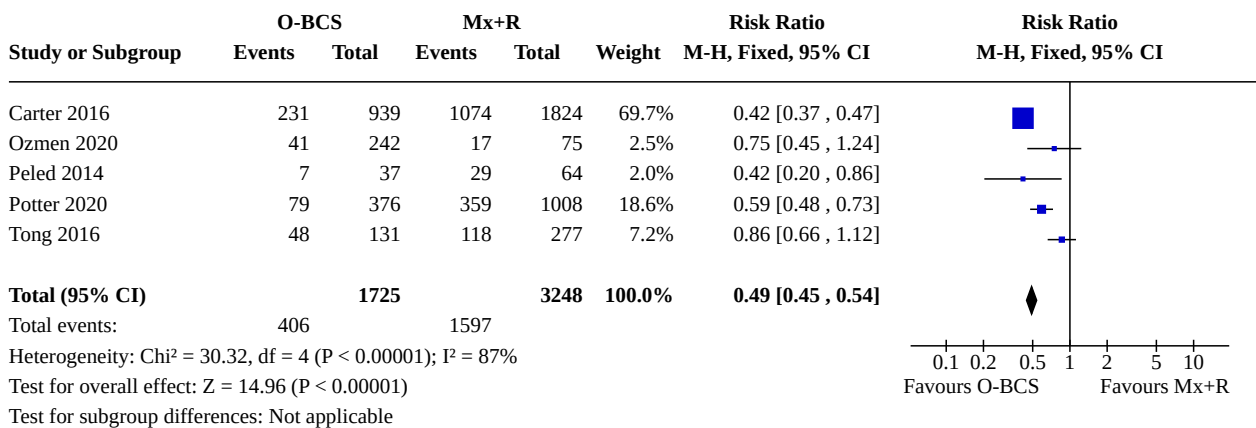 O-BCS Mx+R Risk Ratio Risk Ratio
Study or Subgroup Events Total Events Total Weight M-H, Fixed, 95% CI M-H, Fixed, 95% CI
Carter 2016 231 939 1074 1824 69.7% 0.42 [0.37 , 0.47]
Ozmen 2020 41 242 17 75 2.5% 0.75 [0.45 , 1.24]
Peled 2014 7 37 29 64 2.0% 0.42 [0.20 , 0.86]
Potter 2020 79 376 359 1008 18.6% 0.59 [0.48 , 0.73]
Tong 2016 48 131 118 277 7.2% 0.86 [0.66 , 1.12]
Total (95% CI) 1725 3248 100.0% 0.49 [0.45 , 0.54]
Total events: 406 1597
Heterogeneity: Chi² = 30.32, df = 4 (P < 0.00001); I² = 87%
0.1 0.2 0.5 1 2 5 10
Test for overall effect: Z = 14.96 (P < 0.00001) Favours O-BCS Favours Mx+R
Test for subgroup differences: Not applicable